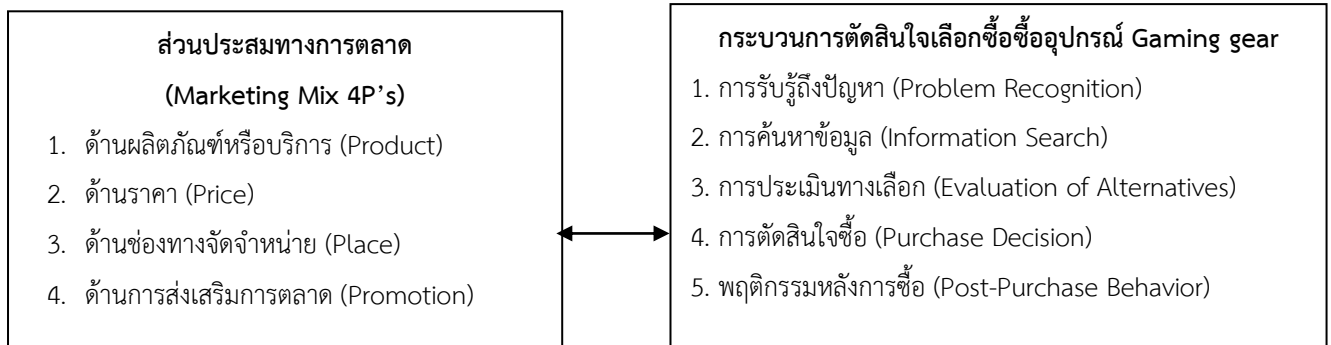 ส่วนประสมทางการตลาด
(Marketing Mix 4P’s)
1. ด้านผลิตภัณฑ์หรือบริการ (Product)
2. ด้านราคา (Price)
3. ด้านช่องทางจัดจำหน่าย (Place)
4. ด้านการส่งเสริมการตลาด (Promotion)
กระบวนการตัดสินใจเลือกซื้อซื้ออุปกรณ์ Gaming gear
1. การรับรู้ถึงปัญหา (Problem Recognition)
2. การค้นหาข้อมูล (Information Search)
3. การประเมินทางเลือก (Evaluation of Alternatives)
4. การตัดสินใจซื้อ (Purchase Decision)
5. พฤติกรรมหลังการซื้อ (Post-Purchase Behavior)